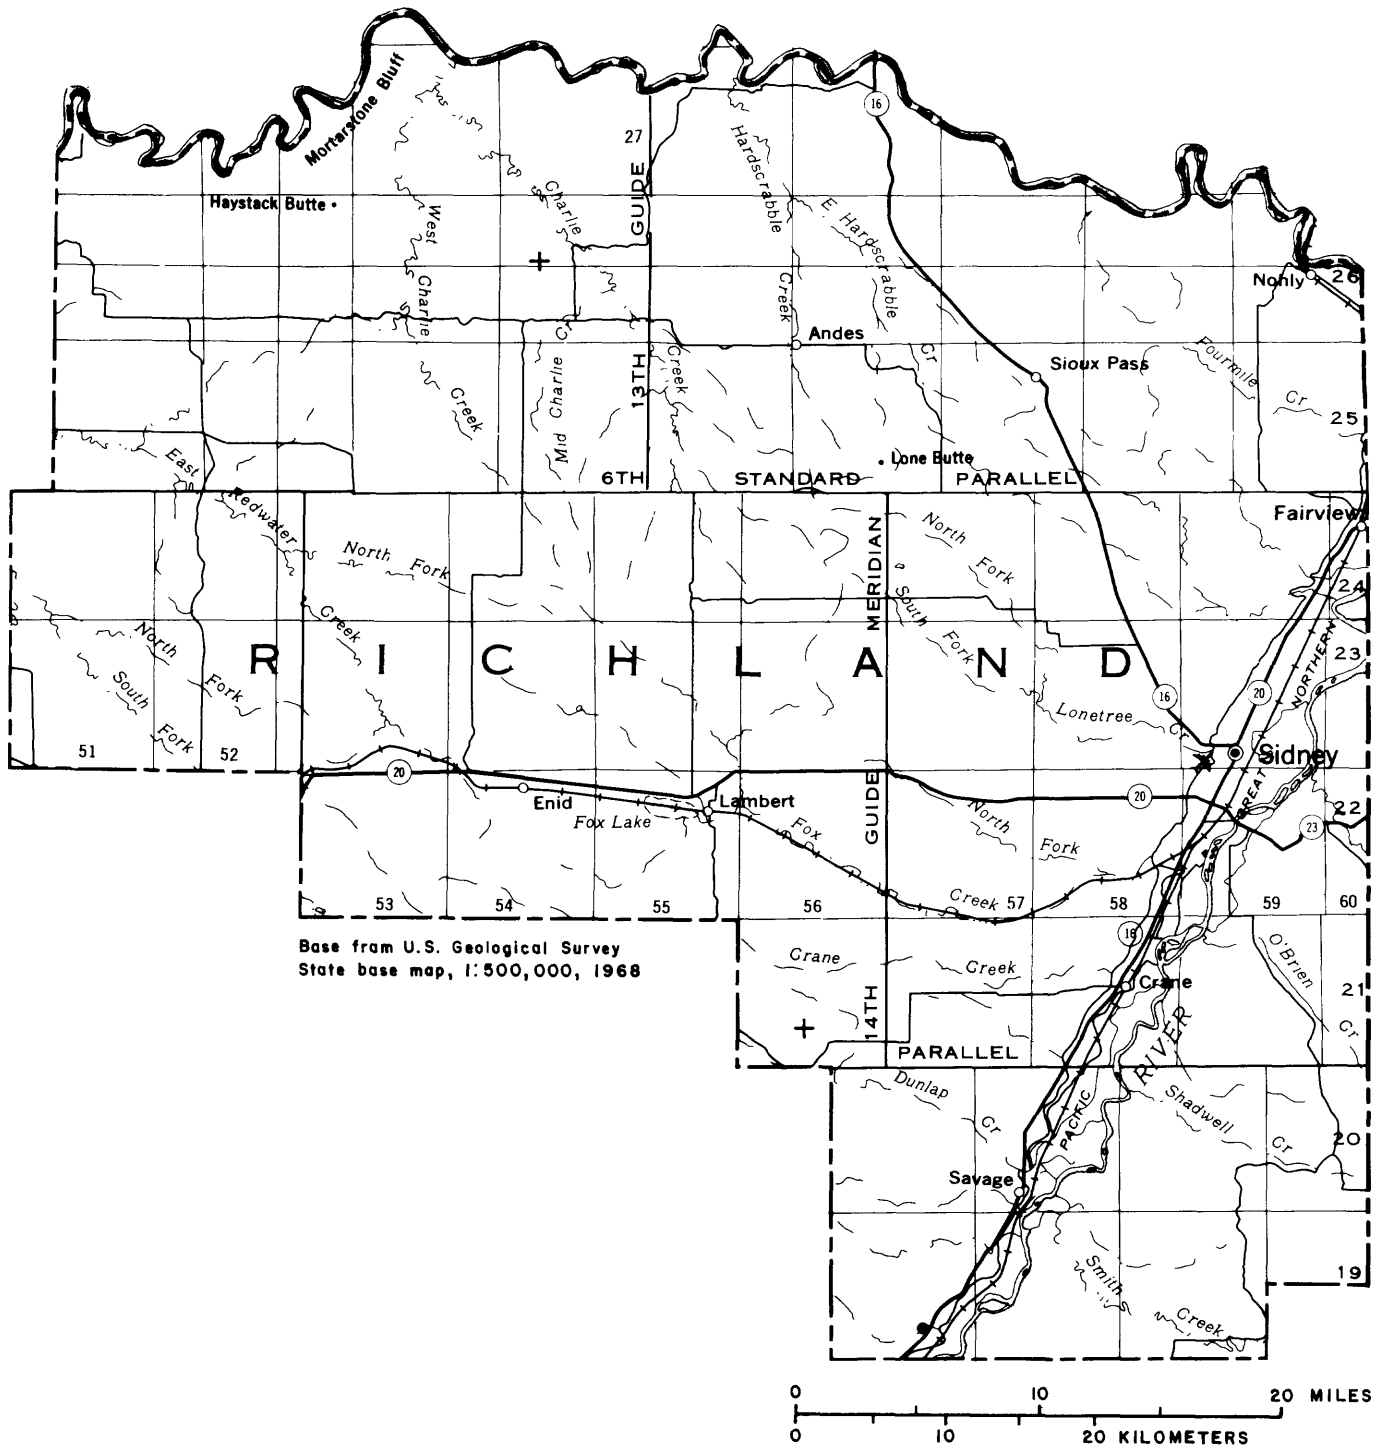 Mortarstone Bluff
16
27
Hardscrabble
GUIDE
Haystack Butte
West
Charlie
E. Hardscrabble
Nohly
26
Charlie
Creek
Andes
Mid Charlie Cr
13TH
Creek
Cr
Sioux Pass
Fourmile
Cr
Creek
25
East
Lone Butte
6TH
STANDARD
PARALLEL
Redwater
Fairview
North
Fork
MERIDIAN
North
Fork
24
South
Fork
Creek
North
NORTHERN
23
RICHLAND
South
Fork
Fork
16
20
Lonetree
Cr
51
52
Sidney
20
GREAT
Enid
Lambert
20
22
Fox Lake
Fox
GUIDE
North
Fork
23
53
54
55
56
Creek
57
58
59
60
Base from U.S. Geological Survey
State base map, 1:500,000, 1968
16
Crane
Creek
O'Brien
Crane
21
14TH
Cr
RIVER
PARALLEL
Dunlap
Cr
PACIFIC
Shadwell
Cr
20
Savage
Smith
Creek
19
0 10 20 MILES
0 10 20 KILOMETERS